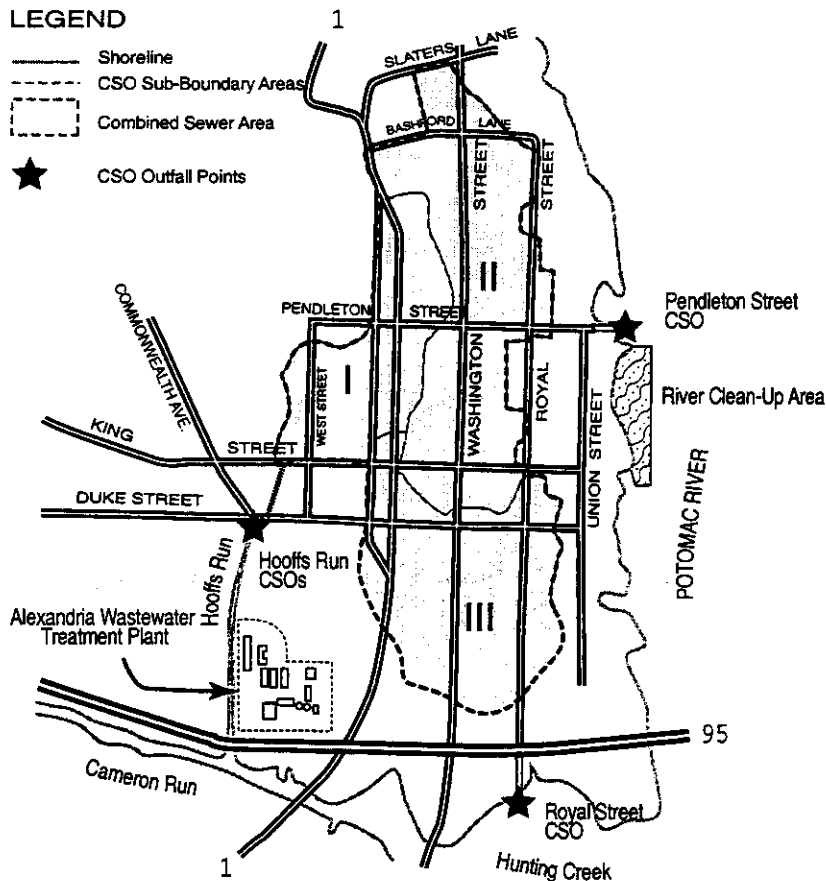 LEGEND
Shoreline
CSO Sub-Boundary Areas
Combined Sewer Area
CSO Outfall Points
1
SLATERS LANE
BASHFORD LANE
STREET
STREET
COMMONWEALTH AVE.
II
PENDLETON STREET
Pendleton Street
CSO
I
WEST STREET
WASHINGTON
ROYAL
UNION STREET
River Clean-Up Area
KING STREET
DUKE STREET
POTOMAC RIVER
Hooffs Run
Hooffs Run
CSOs
Alexandria Wastewater
Treatment Plant
III
95
Cameron Run
Royal Street
CSO
1
Hunting Creek